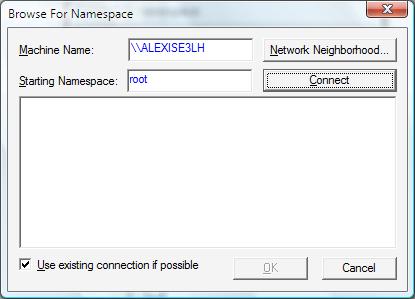 Browse For Namespace
Machine Name:
\\ALEXISE3LH
Network Neighborhood...
Starting Namespace:
root
Connect
Use existing connection if possible
OK
Cancel